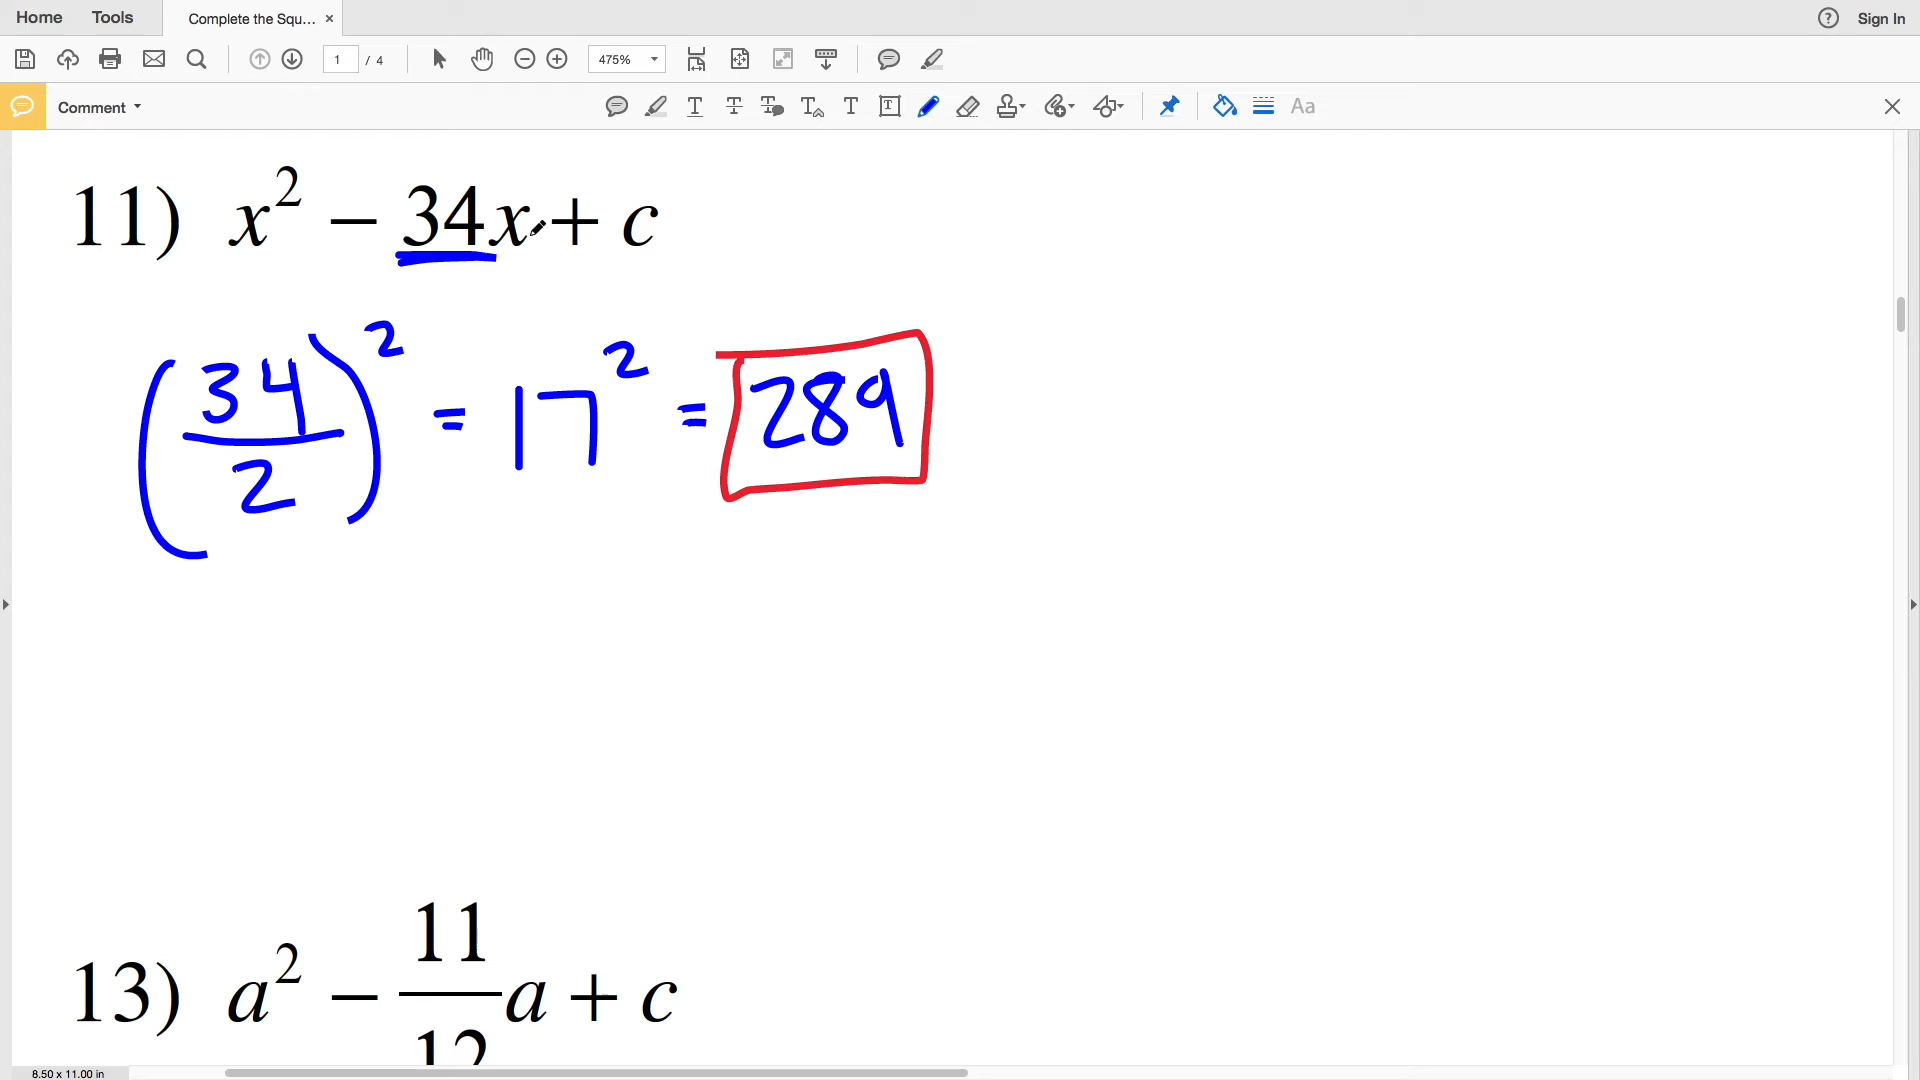 Home Tools Complete the Squ... × ? Sign In
1 / 4 475%
Comment Aa
11) x² − 34x + c
(34/2)² = 17² = 289
13) a² − 11/12 a + c
8.50 x 11.00 in